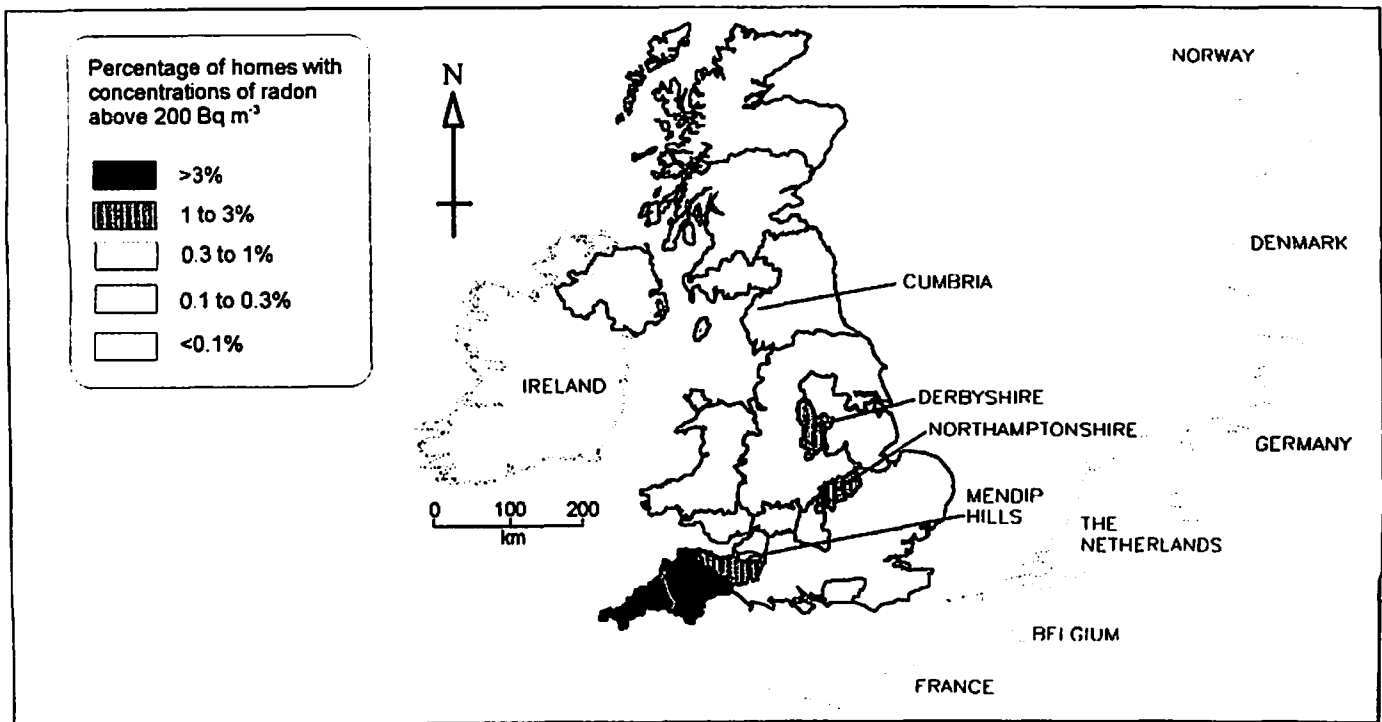 Percentage of homes with
concentrations of radon
above 200 Bq m⁻³
>3%
1 to 3%
0.3 to 1%
0.1 to 0.3%
<0.1%
N
NORWAY
DENMARK
CUMBRIA
IRELAND
DERBYSHIRE
NORTHAMPTONSHIRE
GERMANY
MENDIP
HILLS
0 100 200
km
THE
NETHERLANDS
BELGIUM
FRANCE